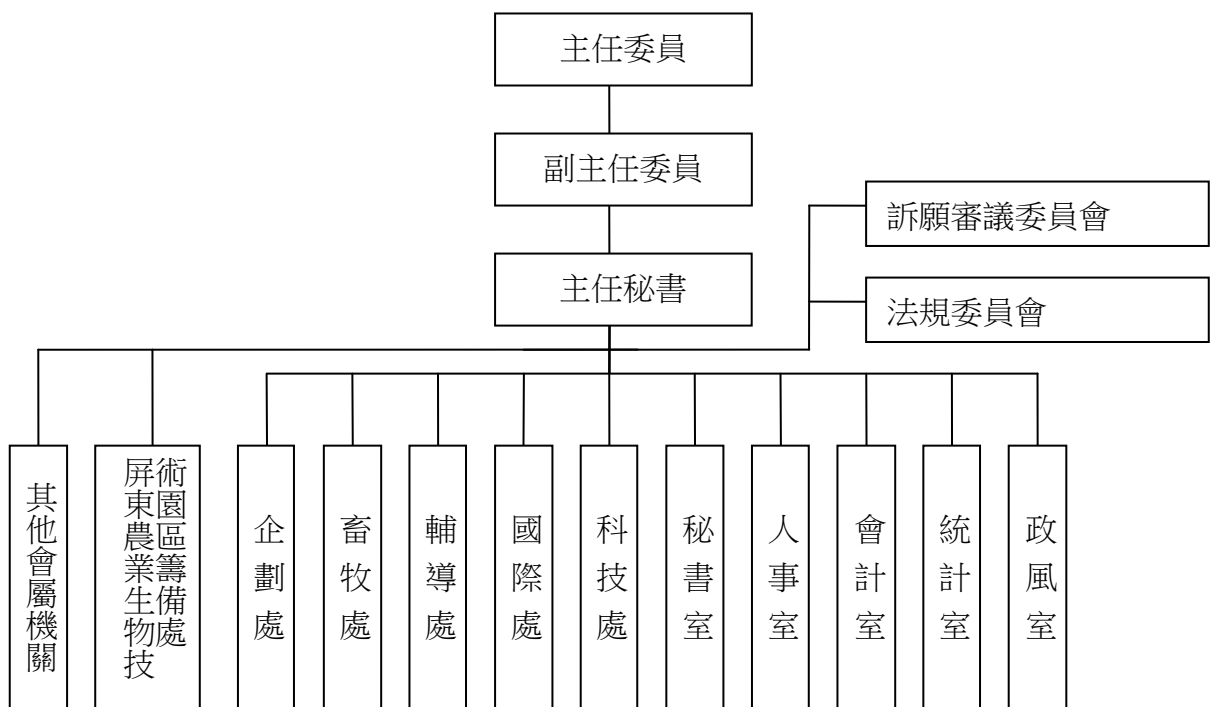 主任委員
副主任委員
訴願審議委員會
主任秘書
法規委員會
其他會屬機關
屏東農業生物技
術園區籌備處
企劃處
畜牧處
輔導處
國際處
科技處
秘書室
人事室
會計室
統計室
政風室